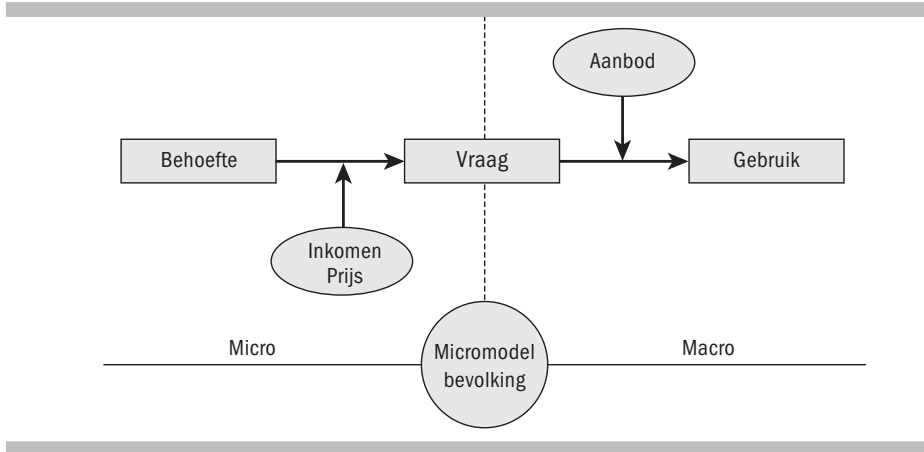 Aanbod
Behoefte
Vraag
Gebruik
Inkomen
Prijs
Micro
Micromodel
bevolking
Macro